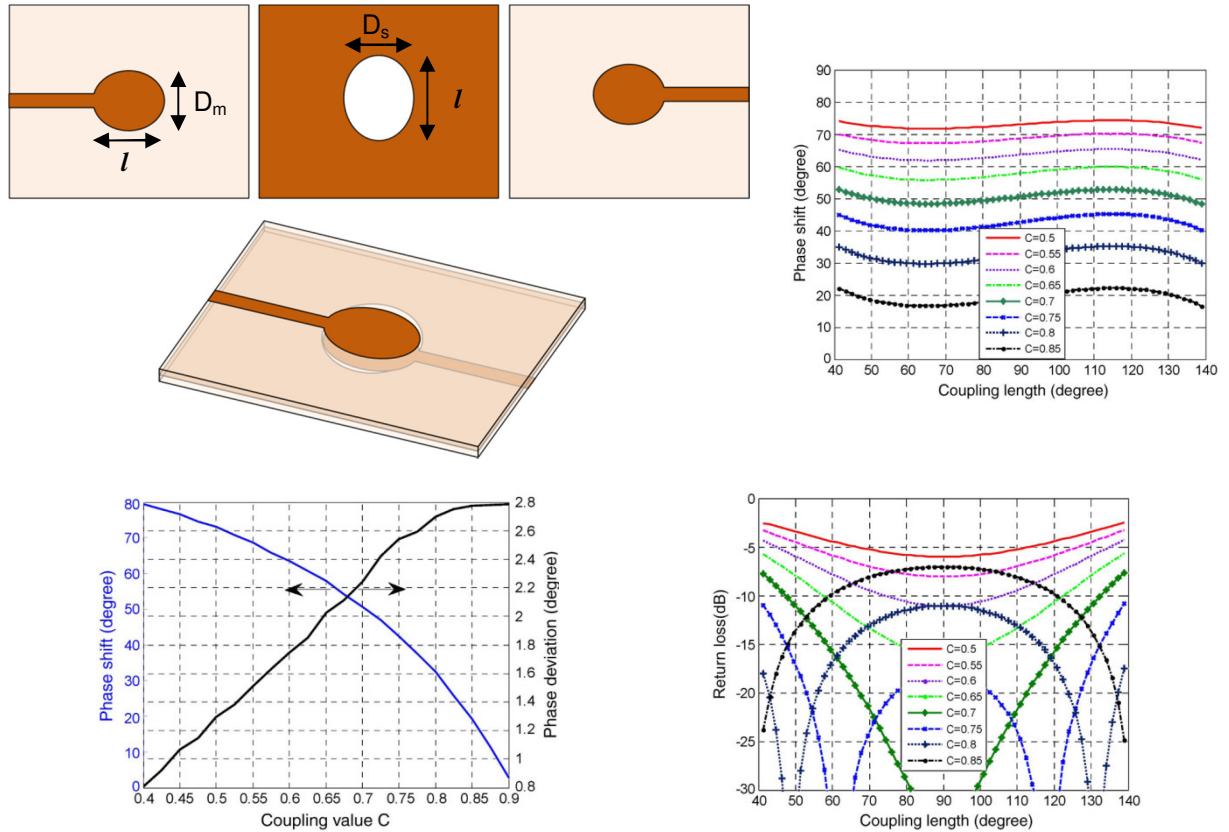 D_m
l
D_s
l
90
80
70
60
50
40
30
20
10
0
Phase shift (degree)
C=0.5
C=0.55
C=0.6
C=0.65
C=0.7
C=0.75
C=0.8
C=0.85
40 50 60 70 80 90 100 110 120 130 140
Coupling length (degree)
80
70
60
50
40
30
20
10
0
Phase shift (degree)
2.8
2.6
2.4
2.2
2
1.8
1.6
1.4
1.2
1
0.8
Phase deviation (degree)
0.4 0.45 0.5 0.55 0.6 0.65 0.7 0.75 0.8 0.85 0.9
Coupling value C
0
-5
-10
-15
-20
-25
-30
Return loss(dB)
C=0.5
C=0.55
C=0.6
C=0.65
C=0.7
C=0.75
C=0.8
C=0.85
40 50 60 70 80 90 100 110 120 130 140
Coupling length (degree)